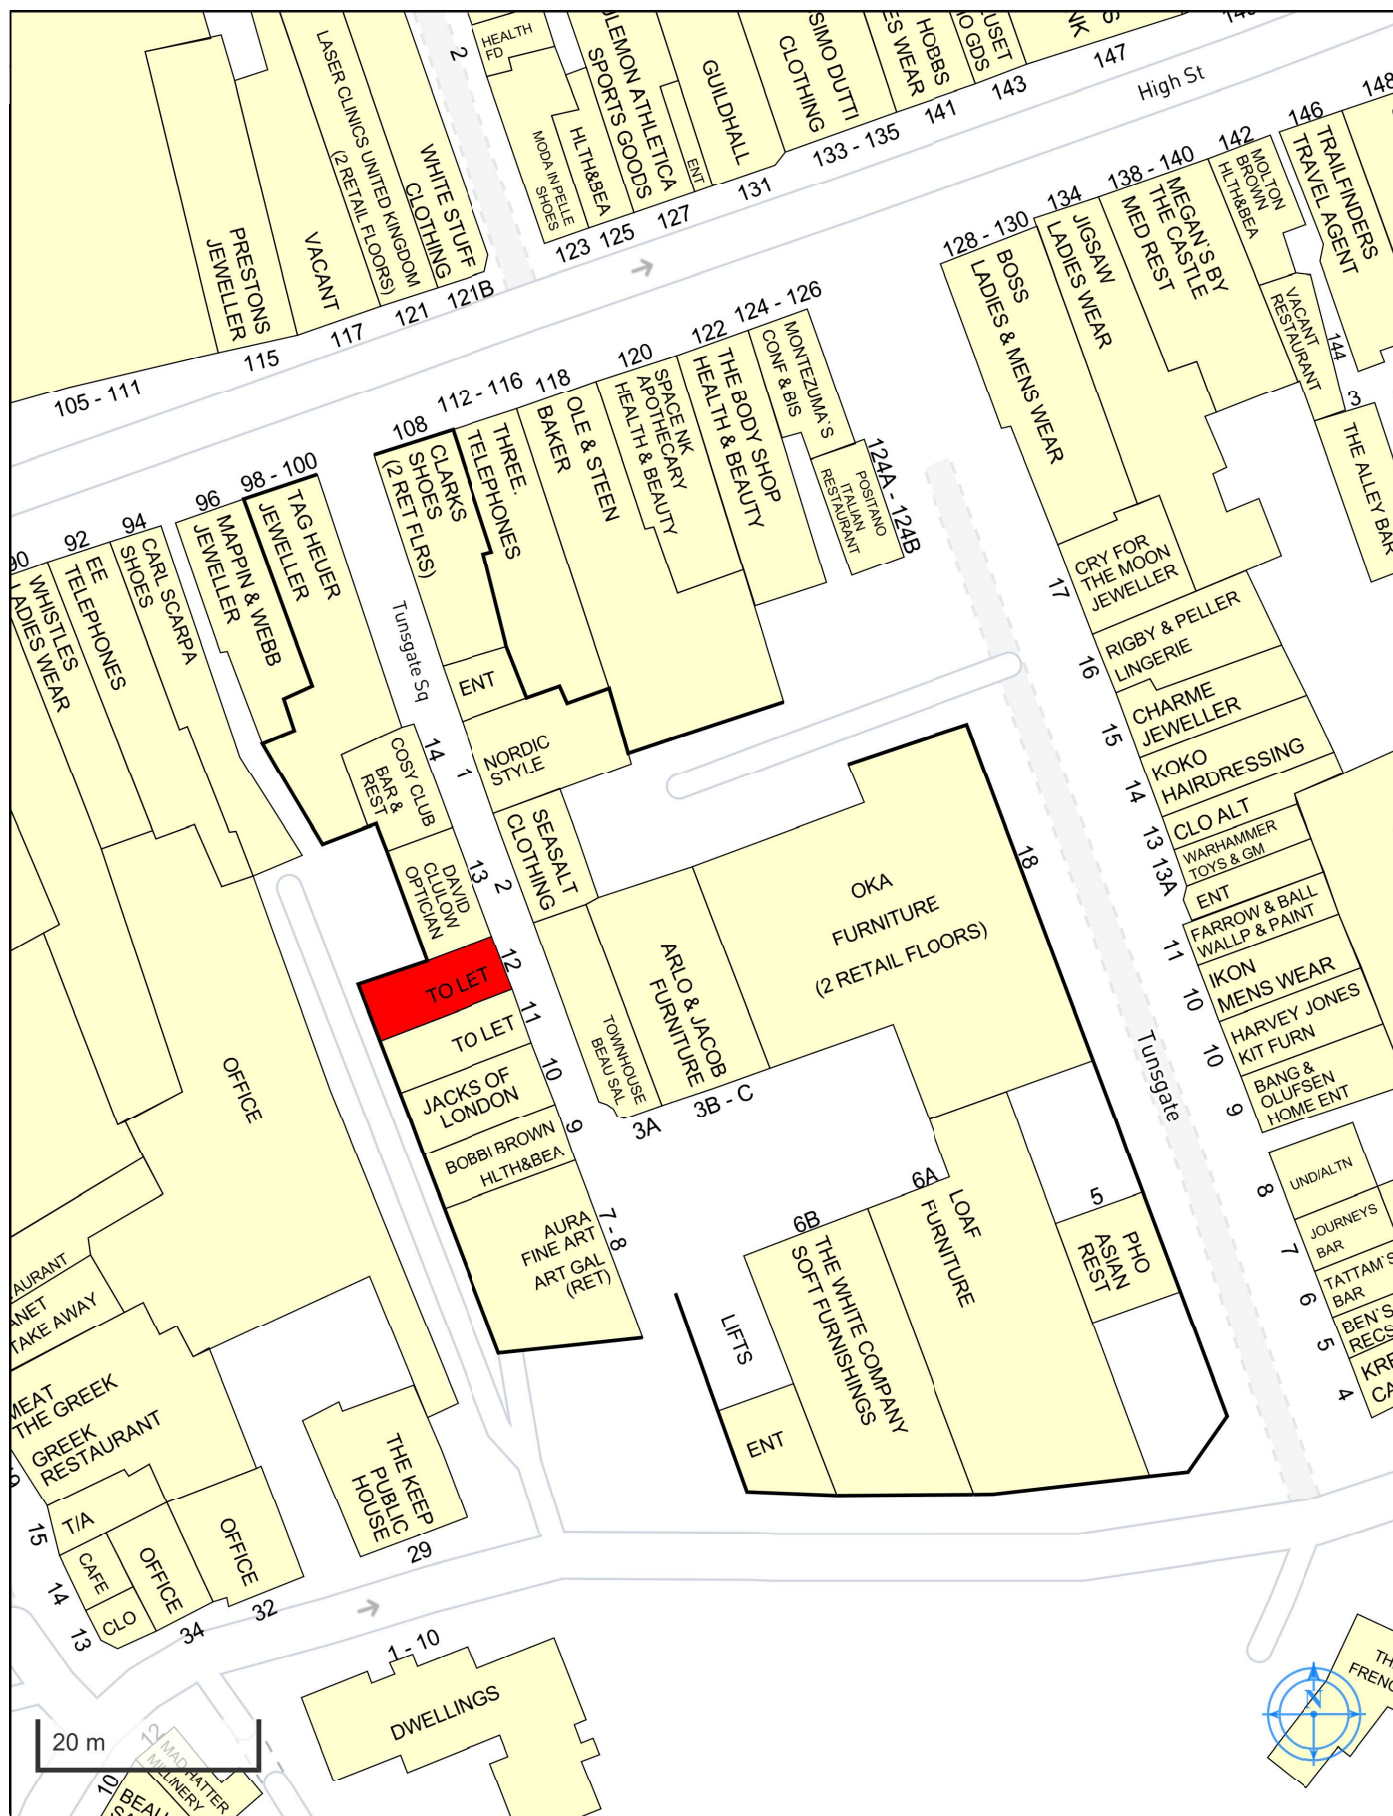 2
HEALTH
FD
LASER CLINICS UNITED KINGDOM
(2 RETAIL FLOORS)
WHITE STUFF
CLOTHING
PRESTONS
JEWELLER
VACANT
MODA IN PELLE
SHOES
HLTH&BEA
LEMON ATHLETICA
SPORTS GOODS
ENT
GUILDHALL
SIMO DUTTI
CLOTHING
ES WEAR
HOBBS
GDS
147
High St
105 - 111
115
117
121
121B
123
125
127
131
133 - 135
141
143
128 - 130
134
138 - 140
142
146
148
BOSS
LADIES & MENS WEAR
JIGSAW
LADIES WEAR
MEGAN`S BY
THE CASTLE
MED REST
MOLTON
BROWN
HLTH&BEA
TRAILFINDERS
TRAVEL AGENT
VACANT
RESTAURANT
144
3
THE ALLEY BAR
90
92
94
96
98 - 100
108
112 - 116
118
120
122
124 - 126
WHISTLES
LADIES WEAR
EE
TELEPHONES
CARL SCARPA
SHOES
MAPPIN & WEBB
JEWELLER
TAG HEUER
JEWELLER
CLARKS
SHOES
(2 RET FLRS)
THREE.
TELEPHONES
OLE & STEEN
BAKER
SPACE NK
APOTHECARY
HEALTH & BEAUTY
THE BODY SHOP
HEALTH & BEAUTY
MONTEZUMA`S
CONF & BIS
POSITANO
ITALIAN
RESTAURANT
124A - 124B
Tunsgate Sq
ENT
NORDIC
STYLE
1
14
COSY CLUB
BAR &
REST
SEASALT
CLOTHING
2
13
DAVID
CLULOW
OPTICIAN
12
TO LET
11
TO LET
10
JACKS OF
LONDON
9
BOBBI BROWN
HLTH&BEA
7 - 8
AURA
FINE ART
ART GAL
(RET)
TOWNHOUSE
BEAU SAL
3A
ARLO & JACOB
FURNITURE
3B - C
OKA
FURNITURE
(2 RETAIL FLOORS)
18
Tunsgate
6A
LOAF
FURNITURE
6B
THE WHITE COMPANY
SOFT FURNISHINGS
5
PHO
ASIAN
REST
LIFTS
ENT
17
CRY FOR
THE MOON
JEWELLER
16
RIGBY & PELLER
LINGERIE
15
CHARME
JEWELLER
14
KOKO
HAIRDRESSING
13
CLO ALT
13A
WARHAMMER
TOYS & GM
ENT
11
FARROW & BALL
WALLP & PAINT
10
IKON
MENS WEAR
10
HARVEY JONES
KIT FURN
9
BANG &
OLUFSEN
HOME ENT
8
UND/ALTN
7
JOURNEYS
BAR
6
TATTAM`S
BAR
5
BEN`S
RECS
4
KRE
CA
OFFICE
AURANT
ANET
TAKE AWAY
MEAT
THE GREEK
GREEK
RESTAURANT
T/A
15
CAFE
14
CLO
13
OFFICE
34
OFFICE
32
THE KEEP
PUBLIC
HOUSE
29
1 - 10
DWELLINGS
20 m
12
MAD HATTER
MILLINERY
10
BEAU
N
TH
FRENC